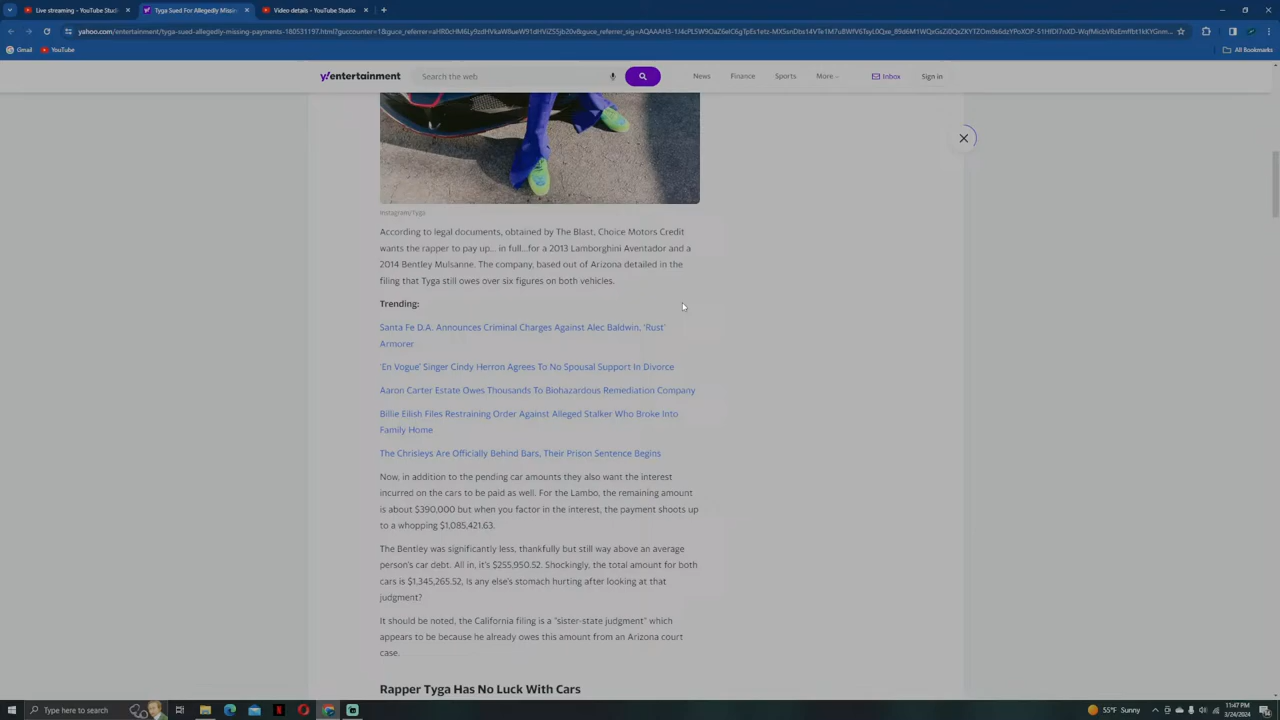 Live streaming - YouTube Studi
Tyga Sued For Allegedly Missin
Video details - YouTube Studio
Gmail
YouTube
All Bookmarks
y!entertainment
Search the web
News
Finance
Sports
More
Inbox
Sign in
Instagram/Tyga
According to legal documents, obtained by The Blast, Choice Motors Credit
wants the rapper to pay up... in full...for a 2013 Lamborghini Aventador and a
2014 Bentley Mulsanne. The company, based out of Arizona detailed in the
filing that Tyga still owes over six figures on both vehicles.
Trending:
Santa Fe D.A. Announces Criminal Charges Against Alec Baldwin, 'Rust'
Armorer
'En Vogue' Singer Cindy Herron Agrees To No Spousal Support In Divorce
Aaron Carter Estate Owes Thousands To Biohazardous Remediation Company
Billie Eilish Files Restraining Order Against Alleged Stalker Who Broke Into
Family Home
The Chrisleys Are Officially Behind Bars, Their Prison Sentence Begins
Now, in addition to the pending car amounts they also want the interest
incurred on the cars to be paid as well. For the Lambo, the remaining amount
is about $390,000 but when you factor in the interest, the payment shoots up
to a whopping $1,085,421.63.
The Bentley was significantly less, thankfully but still way above an average
person's car debt. All in, it's $255,950.52. Shockingly, the total amount for both
cars is $1,345,265.52, Is any else's stomach hurting after looking at that
judgment?
It should be noted, the California filing is a "sister-state judgment" which
appears to be because he already owes this amount from an Arizona court
case.
Rapper Tyga Has No Luck With Cars
Type here to search
55°F Sunny
11:47 PM
3/24/2024